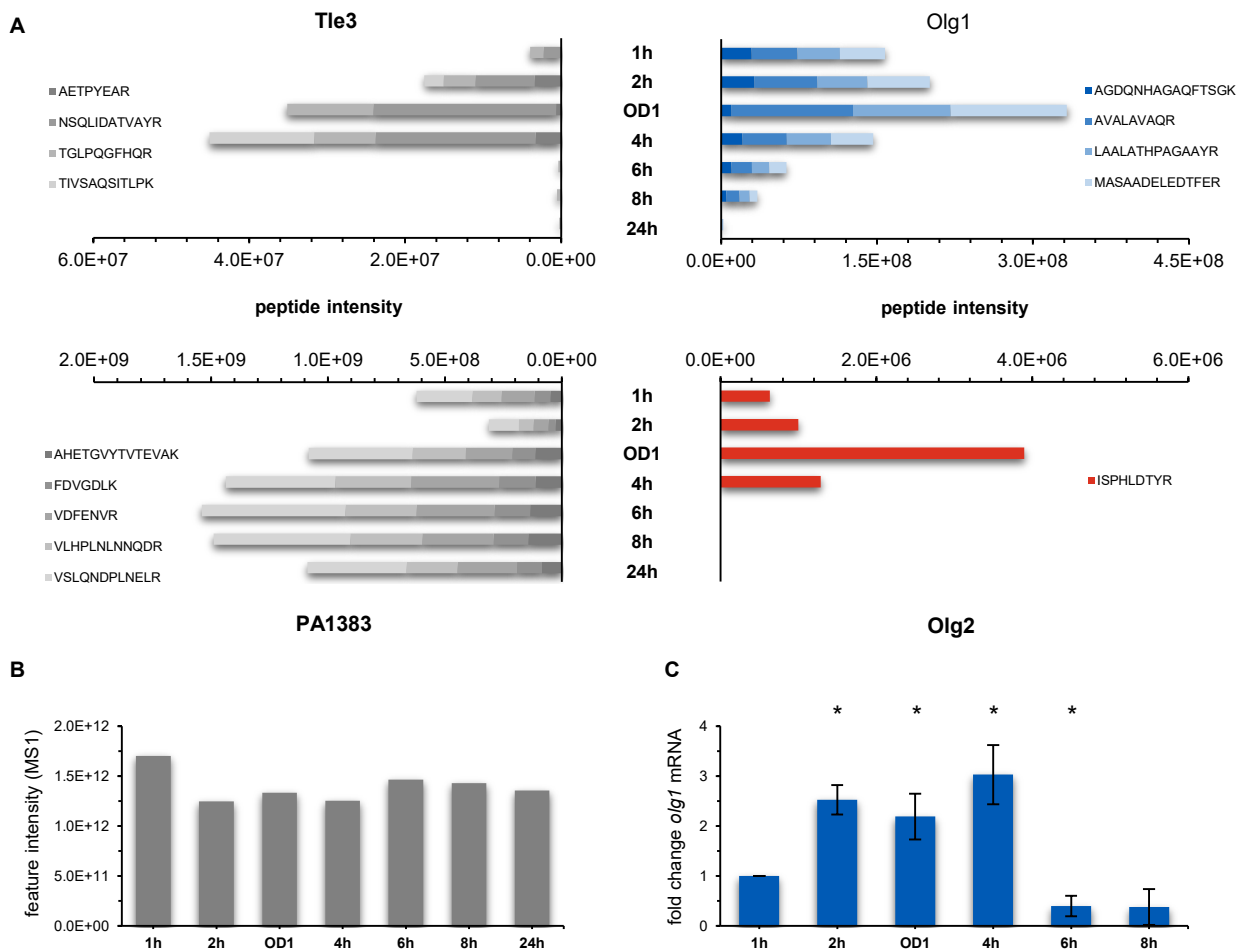 A
Tle3
Olg1
AETPYEAR
NSQLIDATVAYR
TGLPQGFHQR
TIVSAQSITLPK
1h
2h
OD1
4h
6h
8h
24h
AGDQNHAGAQFTSGK
AVALAVAQR
LAALATHPAGAAYR
MASAADELEDTFER
6.0E+07 4.0E+07 2.0E+07 0.0E+00
0.0E+00 1.5E+08 3.0E+08 4.5E+08
peptide intensity
peptide intensity
2.0E+09 1.5E+09 1.0E+09 5.0E+08 0.0E+00
0.0E+00 2.0E+06 4.0E+06 6.0E+06
AHETGVYTVTEVAK
FDVGDLK
VDFENVR
VLHPLNLNNQDR
VSLQNDPLNELR
1h
2h
OD1
4h
6h
8h
24h
ISPHLDTYR
PA1383
Olg2
B
feature intensity (MS1)
2.0E+12
1.5E+12
1.0E+12
5.0E+11
0.0E+00
1h 2h OD1 4h 6h 8h 24h
C
fold change olg1 mRNA
* * * *
4
3
2
1
0
1h 2h OD1 4h 6h 8h